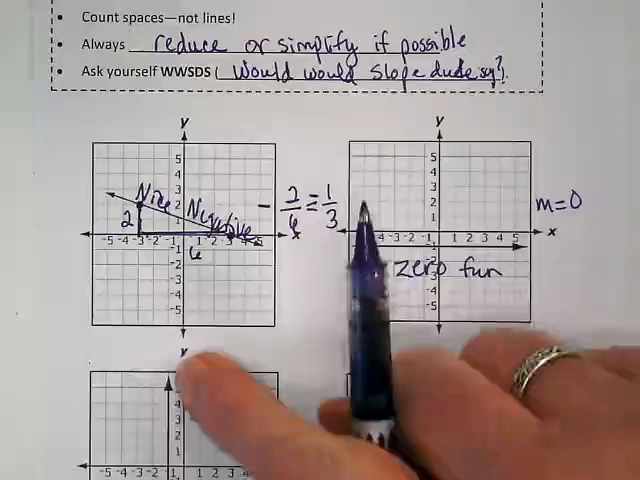 Count spaces—not lines!
Always reduce or simplify if possible
Ask yourself WWSDS ( Would would slope dude say?).
y
y
5
4
3
2
1
-5 -4 -3 -2 -1 1 2 3 4 5 x
-1
-2
-3
-4
-5
Nice Negative
2
6
- 2/6 = 1/3
5
4
3
2
1
-4 -3 -2 -1 1 2 3 4 5 x
-1
-3
-4
-5
m=0
zero fun
y
4
3
2
1
-5 -4 -3 -2 -1 1 2 3 4